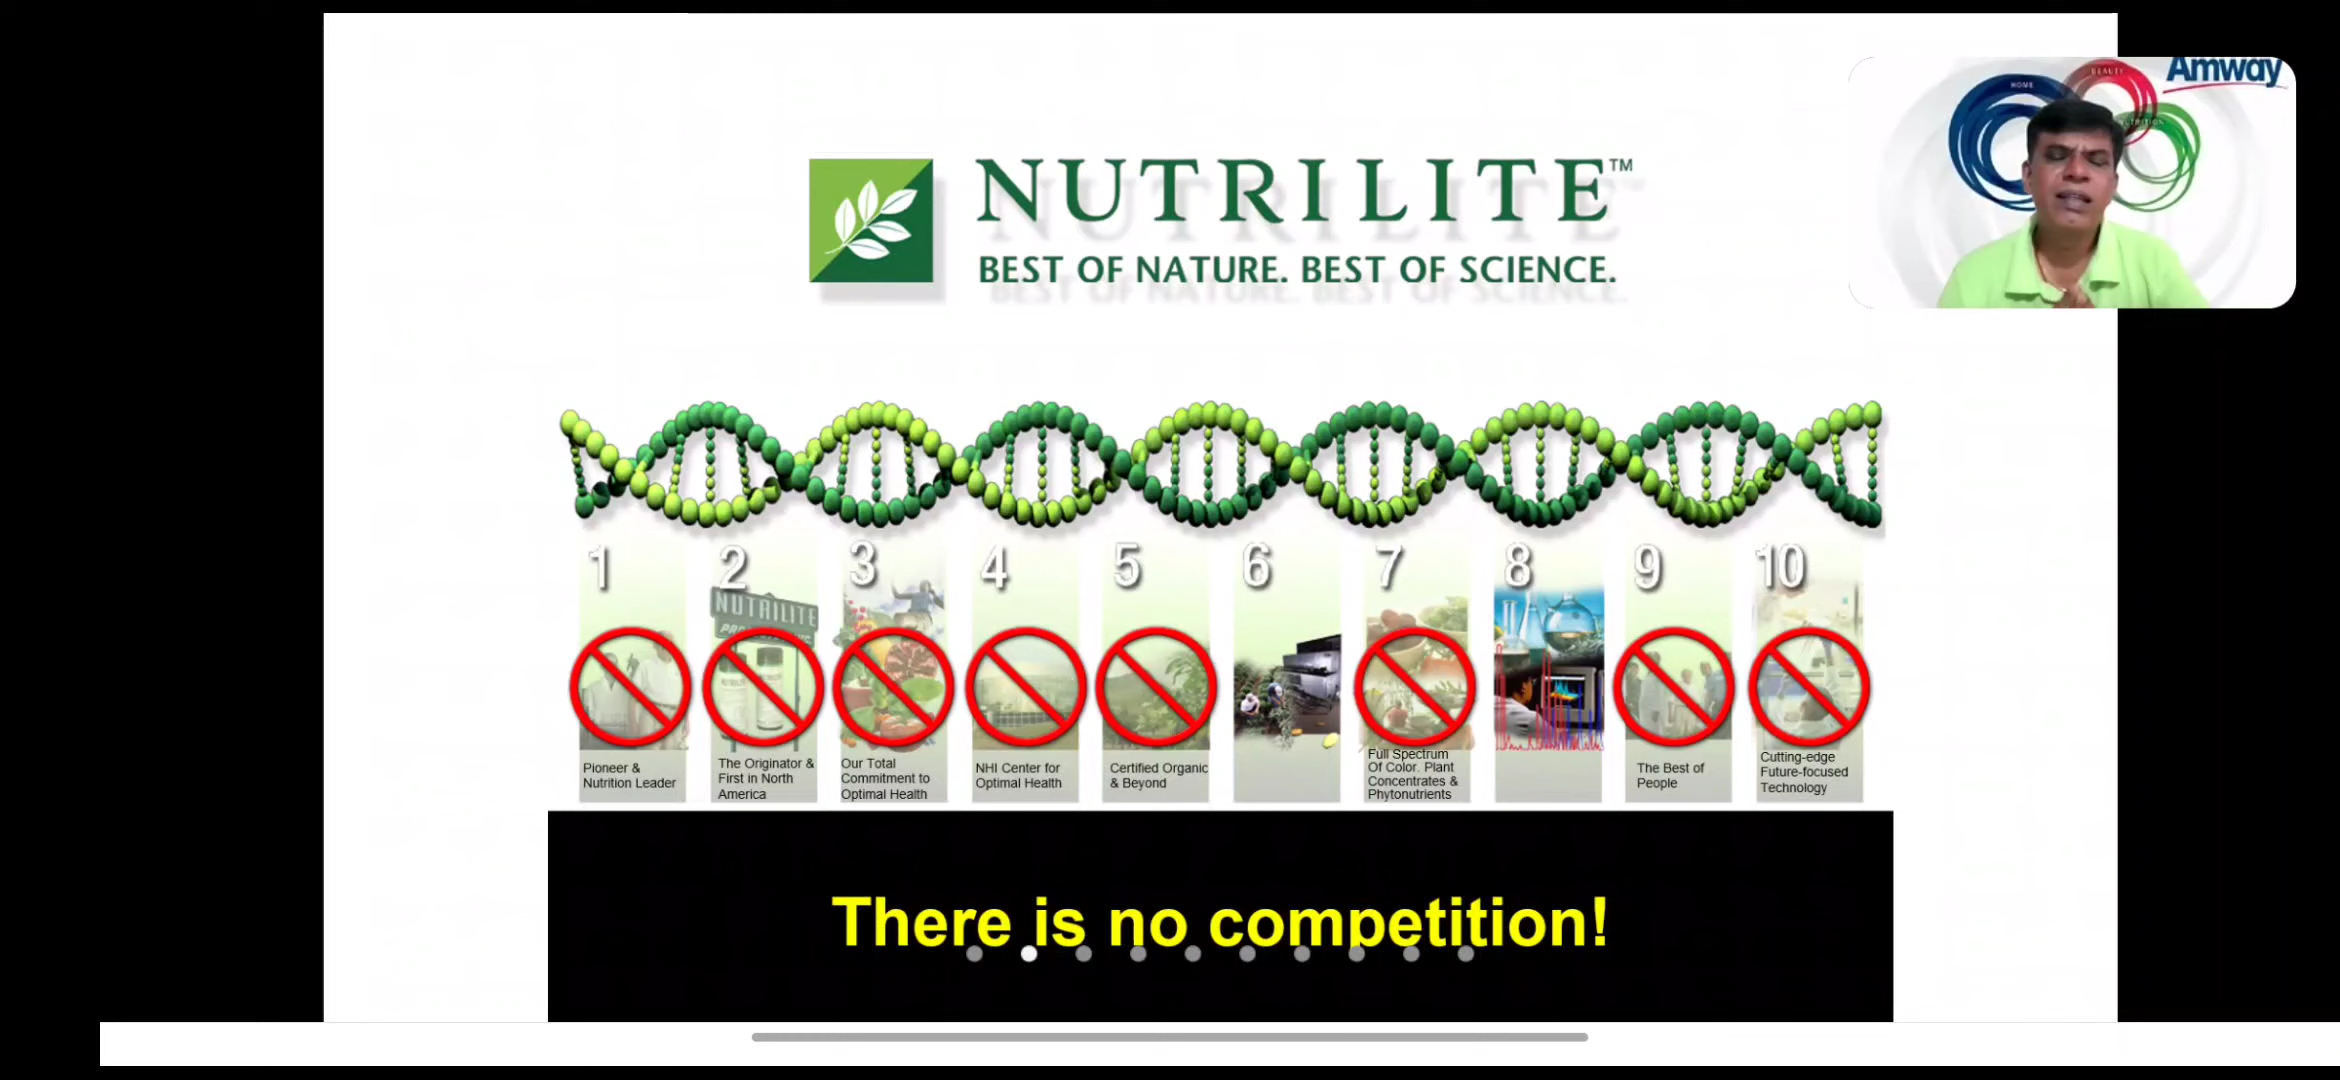 Amway
HOME
BEAUTY
NUTRILITE™
BEST OF NATURE. BEST OF SCIENCE.
1
2
3
4
5
6
7
8
9
10
NUTRILITE
Pioneer &
Nutrition Leader
The Originator &
First in North
America
Our Total
Commitment to
Optimal Health
NHI Center for
Optimal Health
Certified Organic
& Beyond
Full Spectrum
Of Color. Plant
Concentrates &
Phytonutrients
The Best of
People
Cutting-edge
Future-focused
Technology
There is no competition!